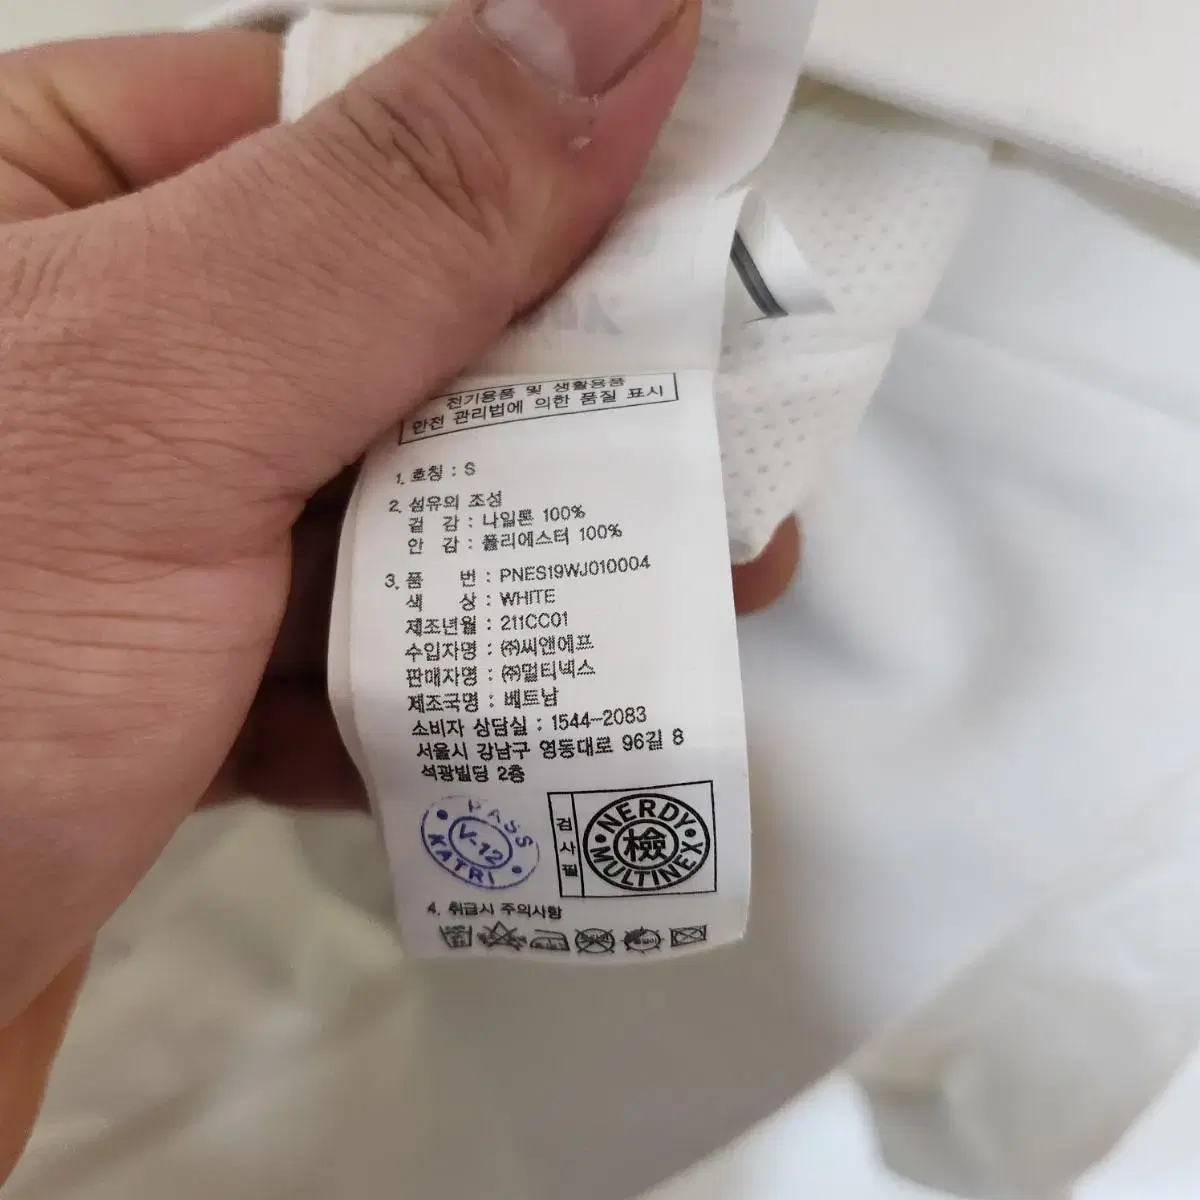 전기용품 및 생활용품
안전 관리법에 의한 품질 표시
1. 호칭 : S
2. 섬유의 조성
겉 감 : 나일론 100%
안 감 : 폴리에스터 100%
3. 품 번 : PNES19WJ010004
색 상 : WHITE
제조년월 : 211CC01
수입자명 : ㈜씨앤에프
판매자명 : ㈜멀티넥스
제조국명 : 베트남
소비자 상담실 : 1544-2083
서울시 강남구 영동대로 96길 8
석광빌딩 2층
PASS
V-12
KATRI
검사필
NERDY
檢
MULTINEX
4. 취급시 주의사항